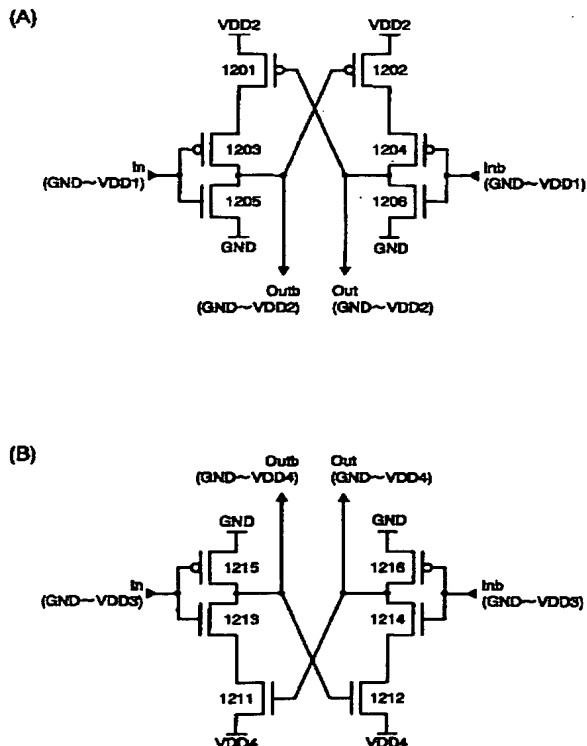 (A)
VDD2 VDD2
1201 1202
1203 1204
In Inb
(GND~VDD1) (GND~VDD1)
1205 1206
GND GND
Outb Out
(GND~VDD2) (GND~VDD2)
(B)
Outb Out
(GND~VDD4) (GND~VDD4)
GND GND
1215 1216
In Inb
(GND~VDD3) (GND~VDD3)
1213 1214
1211 1212
VDD4 VDD4